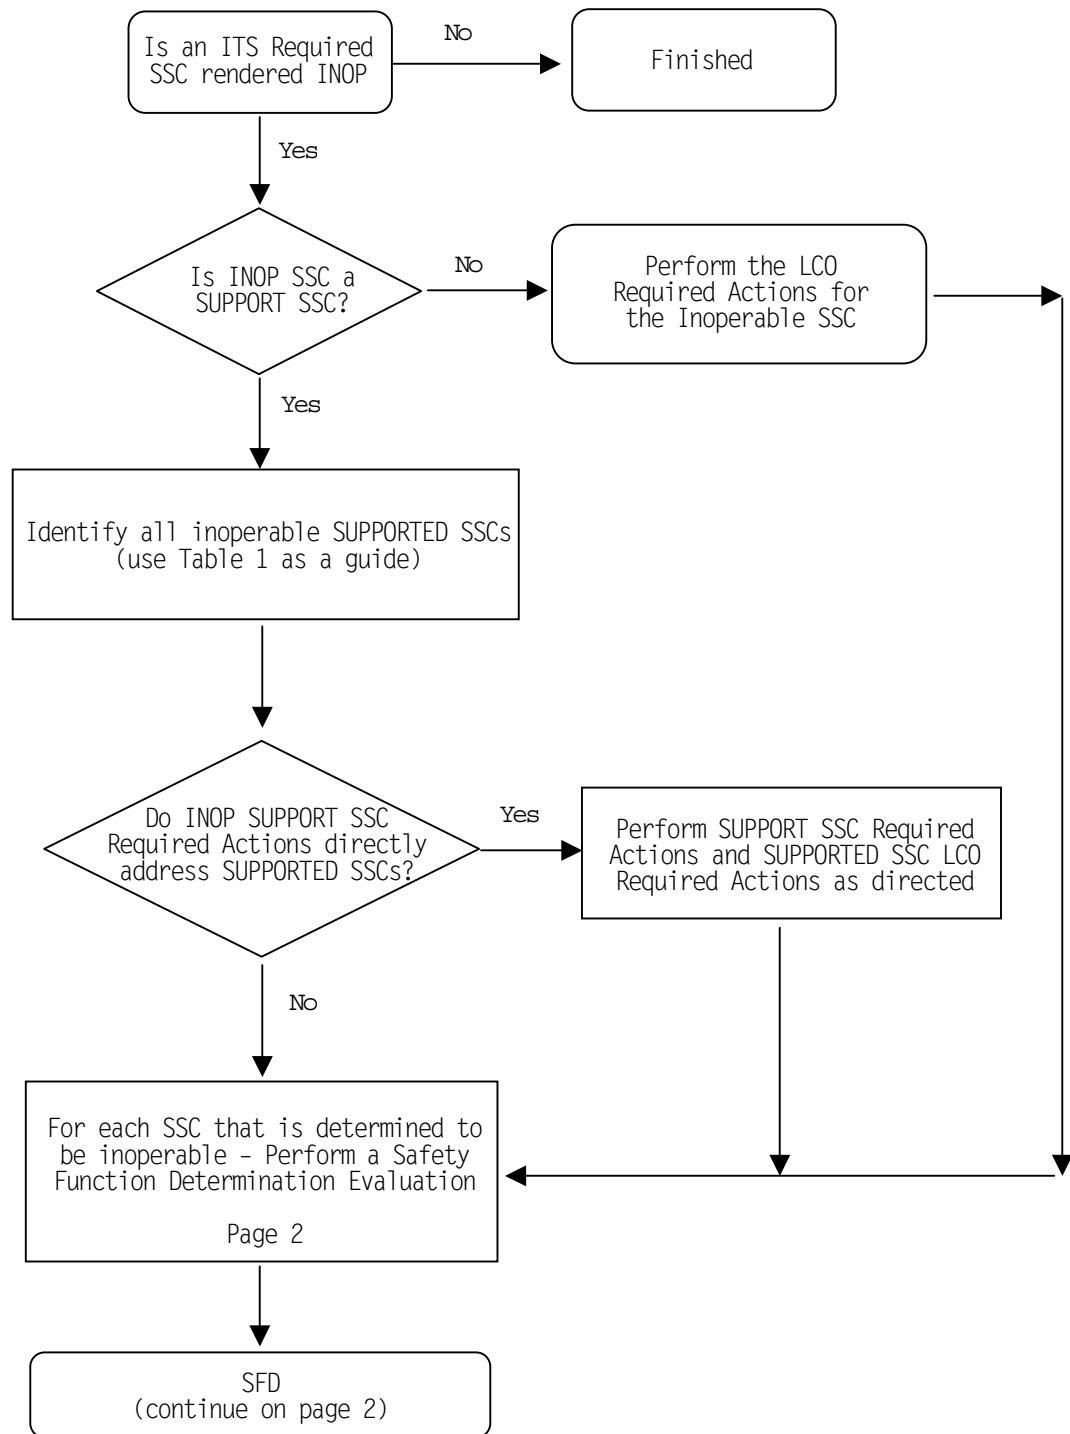 Is an ITS Required
SSC rendered INOP
No
Finished
Yes
Is INOP SSC a
SUPPORT SSC?
No
Perform the LCO
Required Actions for
the Inoperable SSC
Yes
Identify all inoperable SUPPORTED SSCs
(use Table 1 as a guide)
Do INOP SUPPORT SSC
Required Actions directly
address SUPPORTED SSCs?
Yes
Perform SUPPORT SSC Required
Actions and SUPPORTED SSC LCO
Required Actions as directed
No
For each SSC that is determined to
be inoperable – Perform a Safety
Function Determination Evaluation
Page 2
SFD
(continue on page 2)